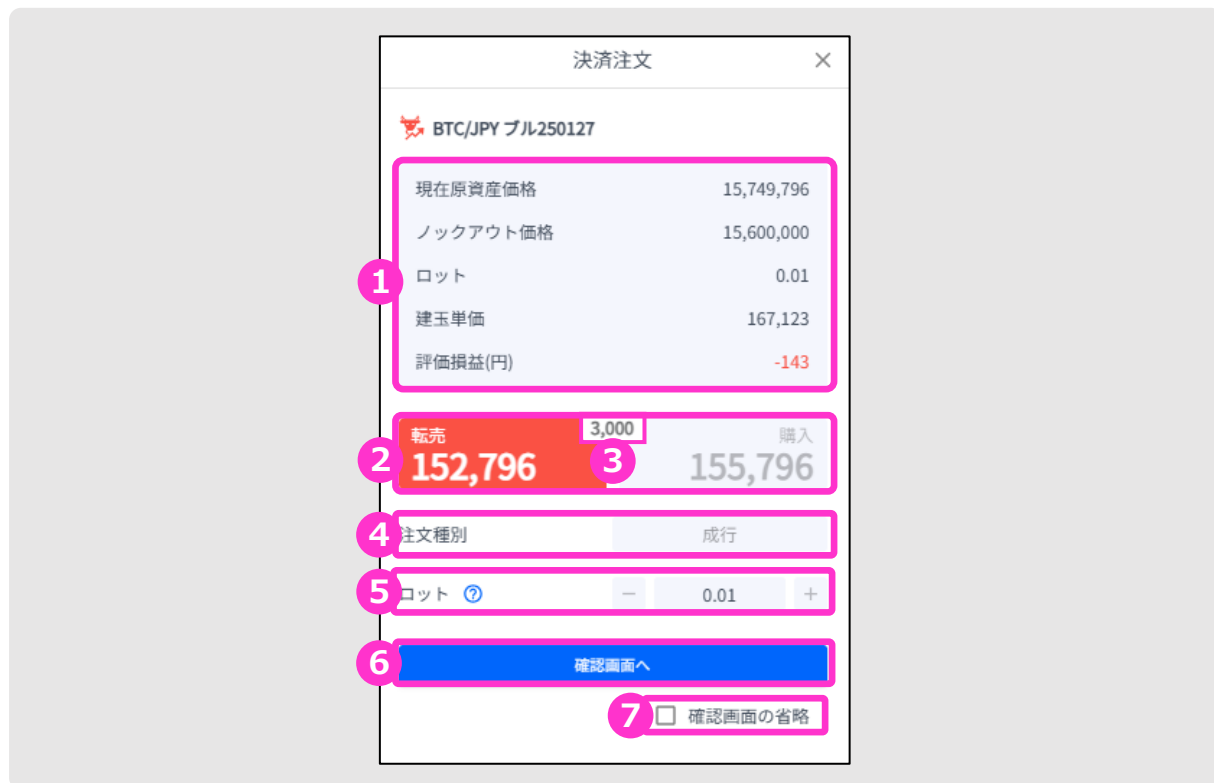 決済注文 ×
BTC/JPY ブル250127
現在原資産価格 15,749,796
ノックアウト価格 15,600,000
1
ロット 0.01
建玉単価 167,123
評価損益(円) -143
転売 3,000 購入
2 152,796 3 155,796
4 注文種別 成行
5 ロット ? − 0.01 +
6 確認画面へ
7 確認画面の省略